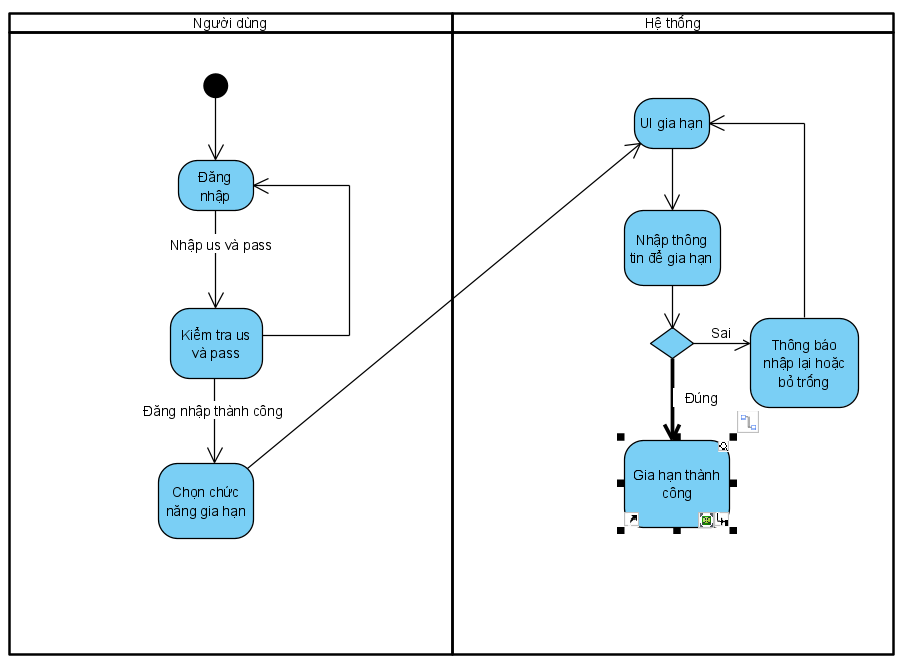 Người dùng
Hệ thống
Đăng
nhập
Nhập us và pass
Kiểm tra us
và pass
Đăng nhập thành công
Chọn chức
năng gia hạn
UI gia hạn
Nhập thông
tin để gia hạn
Sai
Thông báo
nhập lại hoặc
bỏ trống
Đúng
Gia hạn thành
công